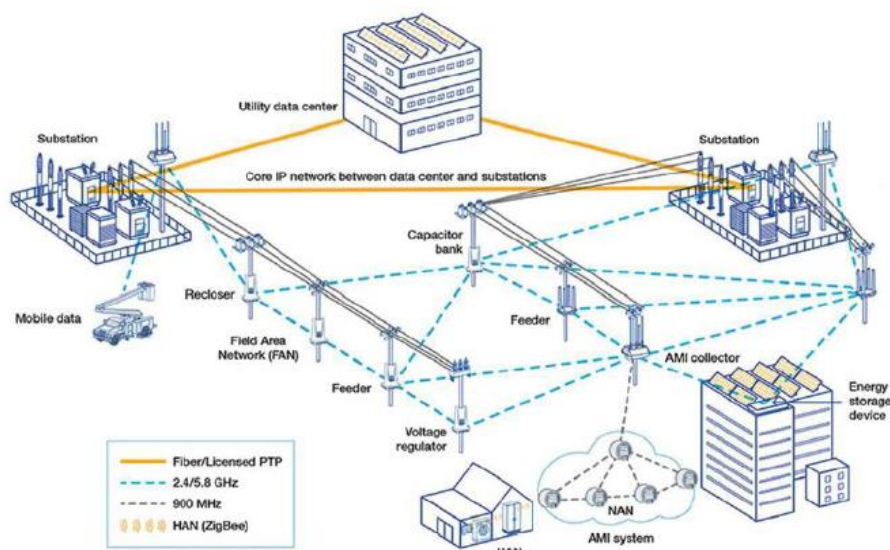 Utility data center
Substation
Substation
Core IP network between data center and substations
Capacitor
bank
Recloser
Mobile data
Field Area
Network (FAN)
Feeder
Feeder
AMI collector
Energy
storage
device
Voltage
regulator
Fiber/Licensed PTP
2.4/5.8 GHz
900 MHz
HAN (ZigBee)
NAN
AMI system